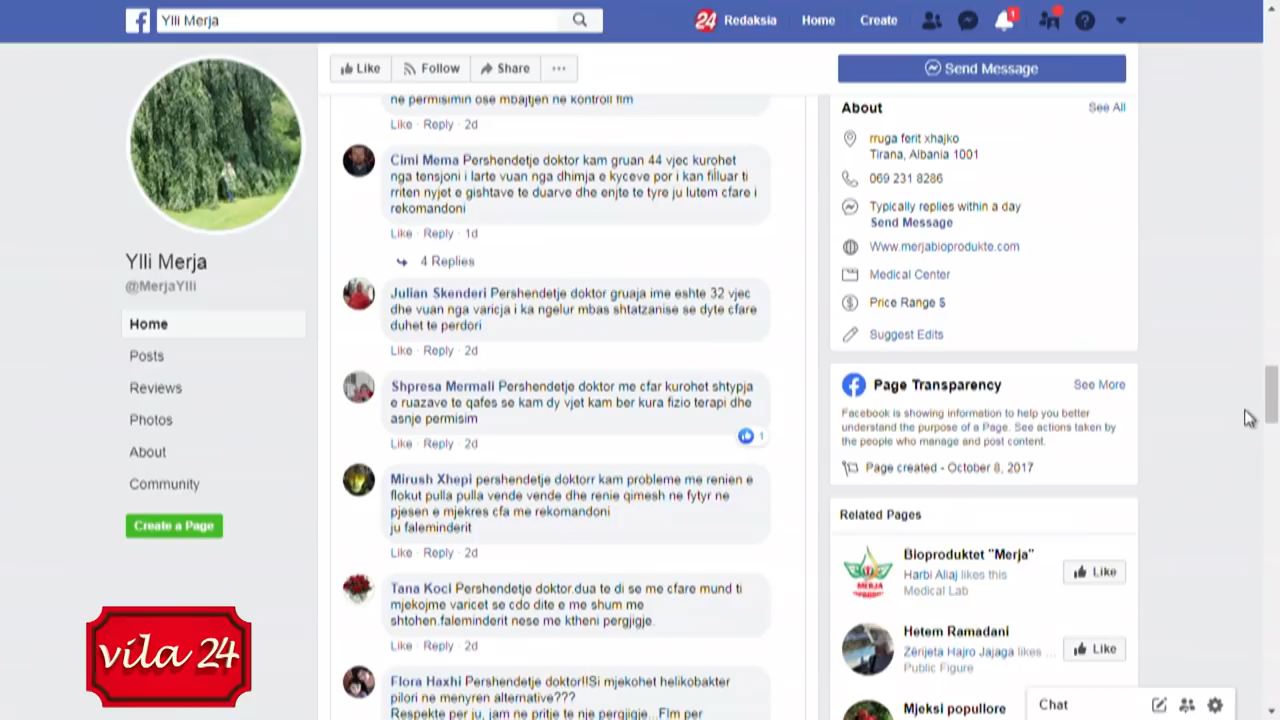 Ylli Merja
24 Redaksia
Home
Create
1
Ylli Merja
@MerjaYlli
Home
Posts
Reviews
Photos
About
Community
Create a Page
vila 24
Like
Follow
Share
Send Message
ne permisimin ose mbajtjen ne kontroll flm
Like · Reply · 2d
Cimi Mema Pershendetje doktor kam gruan 44 vjec kurohet
nga tensjoni i larte vuan nga dhimja e kyceve por i kan filluar ti
rriten nyjet e gishtave te duarve dhe enjte te tyre ju lutem cfare i
rekomandoni
Like · Reply · 1d
4 Replies
Julian Skenderi Pershendetje doktor gruaja ime eshte 32 vjec
dhe vuan nga varicja i ka ngelur mbas shtatzanise se dyte cfare
duhet te perdori
Like · Reply · 2d
Shpresa Mermali Pershendetje doktor me cfar kurohet shtypja
e ruazave te qafes se kam dy vjet kam ber kura fizio terapi dhe
asnje permisim
1
Like · Reply · 2d
Mirush Xhepi pershendetje doktorr kam probleme me renien e
flokut pulla pulla vende vende dhe renie qimesh ne fytyr ne
pjesen e mjekres cfa me rekomandoni
ju faleminderit
Like · Reply · 2d
Tana Koci Pershendetje doktor.dua te di se me cfare mund ti
mjekojme varicet se cdo dite e me shum me
shtohen.faleminderit nese me ktheni pergjigje.
Like · Reply · 2d
Flora Haxhi Pershendetje doktor!!Si mjekohet helikobakter
pilori ne menyren alternative???
Respekte per ju, jam ne pritje te nje pergjigje...Flm per
About
See All
rruga ferit xhajko
Tirana, Albania 1001
069 231 8286
Typically replies within a day
Send Message
Www.merjabioprodukte.com
Medical Center
Price Range $
Suggest Edits
Page Transparency
See More
Facebook is showing information to help you better
understand the purpose of a Page. See actions taken by
the people who manage and post content.
Page created - October 8, 2017
Related Pages
Bioproduktet "Merja"
Harbi Aliaj likes this
Medical Lab
Like
MERJA
Hetem Ramadani
Zërijeta Hajro Jajaga likes ...
Public Figure
Like
Mjeksi popullore
Chat